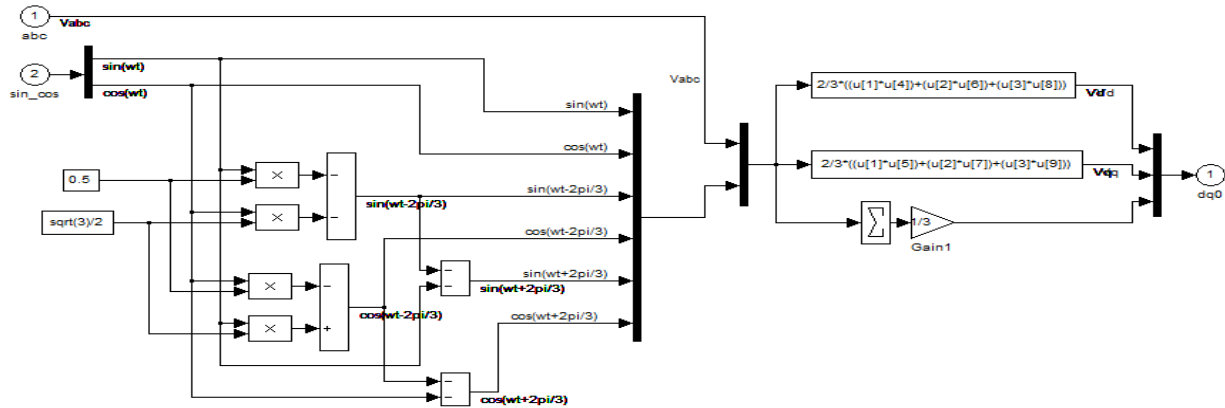 1
abc
Vabc
2
sin_cos
sin(wt)
cos(wt)
0.5
sqrt(3)/2
×
×
×
×
−
−
−
+
sin(wt-2pi/3)
cos(wt-2pi/3)
−
−
sin(wt+2pi/3)
−
−
cos(wt+2pi/3)
sin(wt)
cos(wt)
sin(wt-2pi/3)
cos(wt-2pi/3)
sin(wt+2pi/3)
cos(wt+2pi/3)
Vabc
2/3*((u[1]*u[4])+(u[2]*u[6])+(u[3]*u[8]))
2/3*((u[1]*u[5])+(u[2]*u[7])+(u[3]*u[9]))
Σ
1/3
Gain1
1
dq0